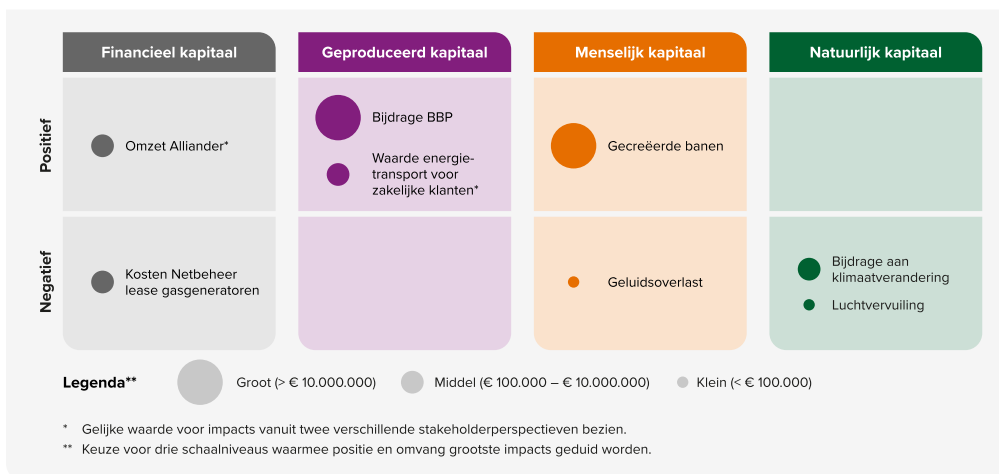 Financieel kapitaal
Geproduceerd kapitaal
Menselijk kapitaal
Natuurlijk kapitaal
Positief
Omzet Alliander*
Bijdrage BBP
Waarde energie-
transport voor
zakelijke klanten*
Gecreëerde banen
Negatief
Kosten Netbeheer
lease gasgeneratoren
Geluidsoverlast
Bijdrage aan
klimaatverandering
Luchtvervuiling
Legenda**
Groot (> € 10.000.000)
Middel (€ 100.000 – € 10.000.000)
Klein (< € 100.000)
* Gelijke waarde voor impacts vanuit twee verschillende stakeholderperspectieven bezien.
** Keuze voor drie schaalniveaus waarmee positie en omvang grootste impacts geduid worden.